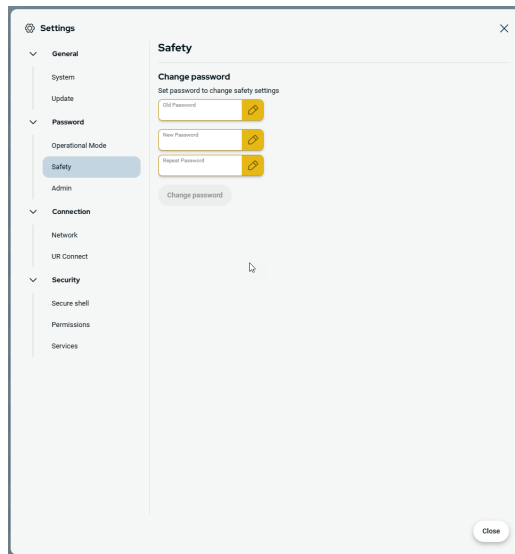 Settings
General
System
Update
Password
Operational Mode
Safety
Admin
Connection
Network
UR Connect
Security
Secure shell
Permissions
Services
Safety
Change password
Set password to change safety settings
Old Password
New Password
Repeat Password
Change password
Close